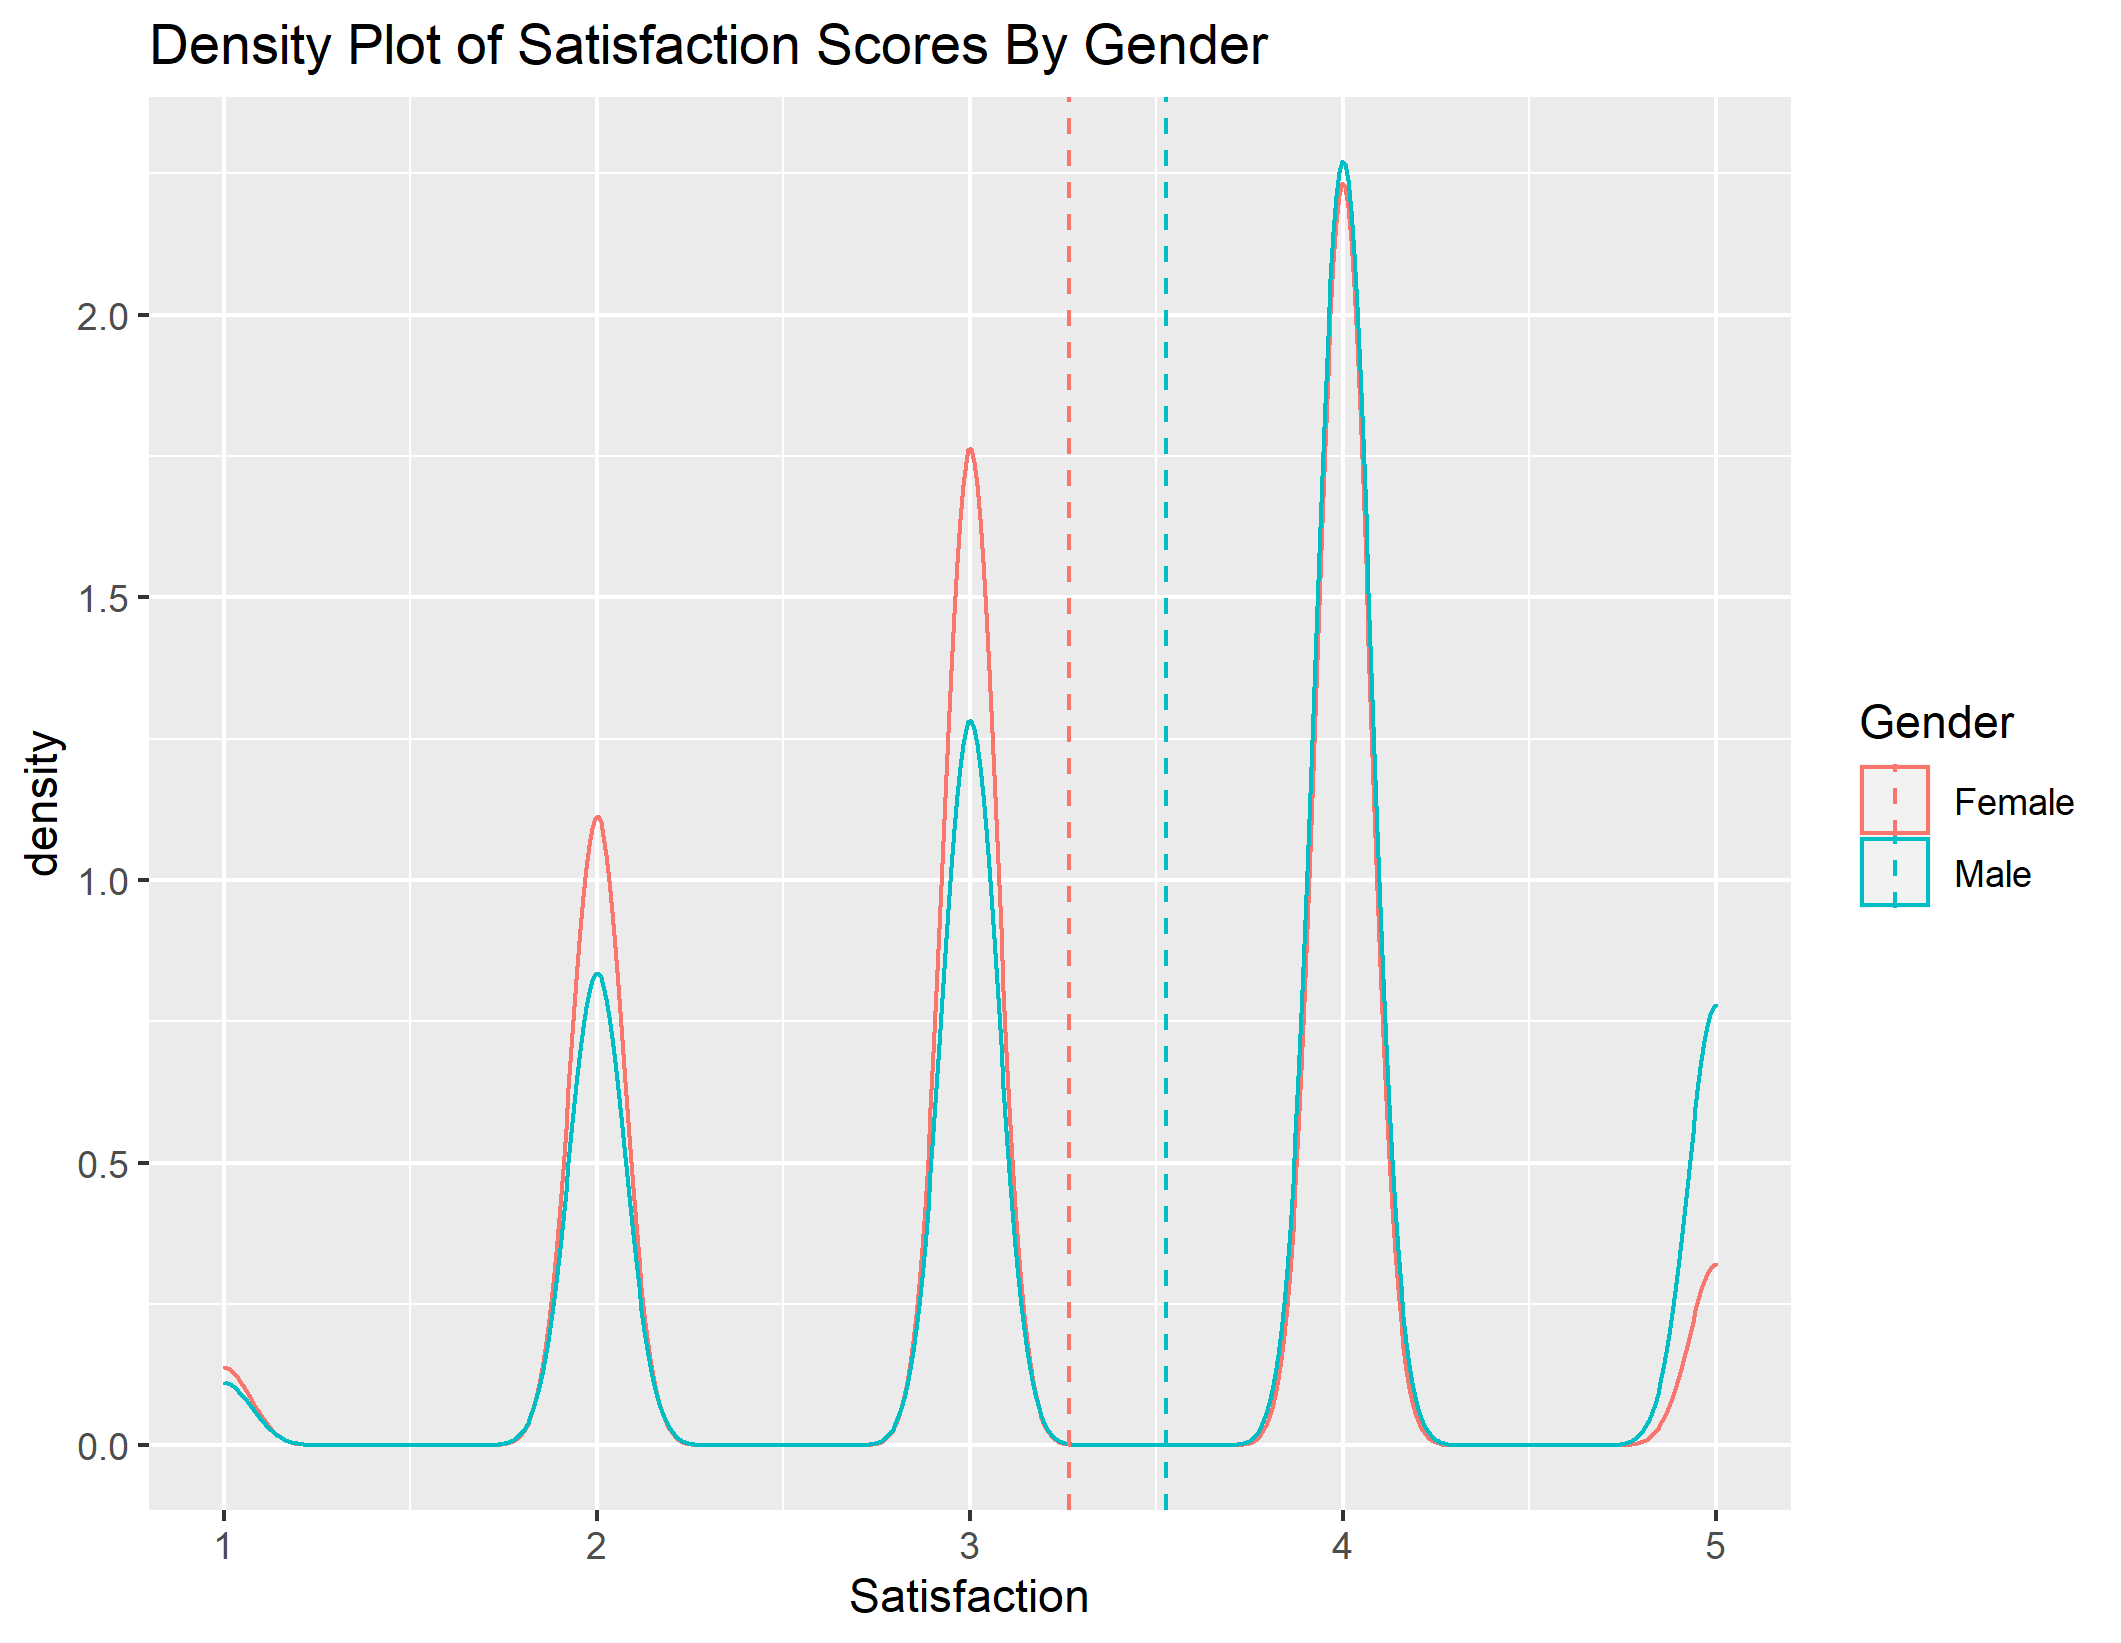 Density Plot of Satisfaction Scores By Gender
density
2.0
1.5
1.0
0.5
0.0
1 2 3 4 5
Satisfaction
Gender
Female
Male